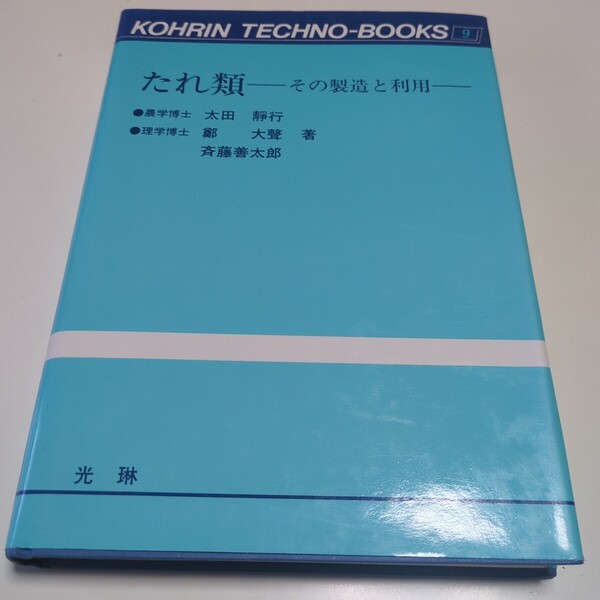 KOHRIN TECHNO-BOOKS 9
たれ類――その製造と利用――
●農学博士 太田 靜行
●理学博士 鄭 大聲 著
斉藤善太郎
光琳